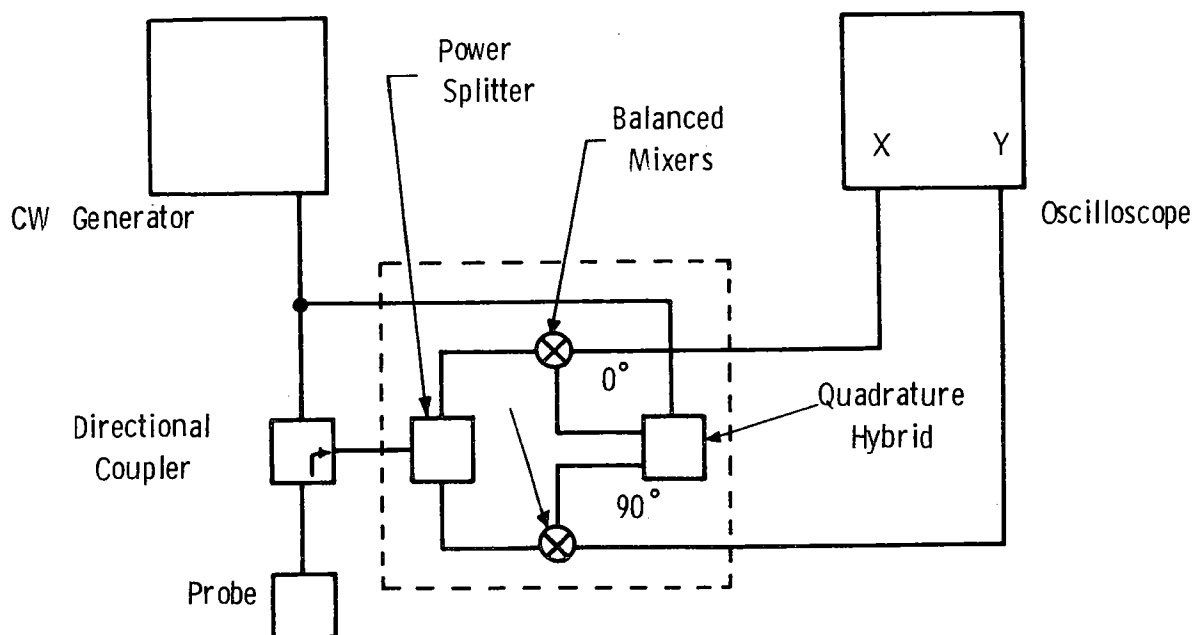 Power
Splitter
Balanced
Mixers
X
Y
CW Generator
Oscilloscope
0°
Quadrature
Hybrid
Directional
Coupler
90°
Probe